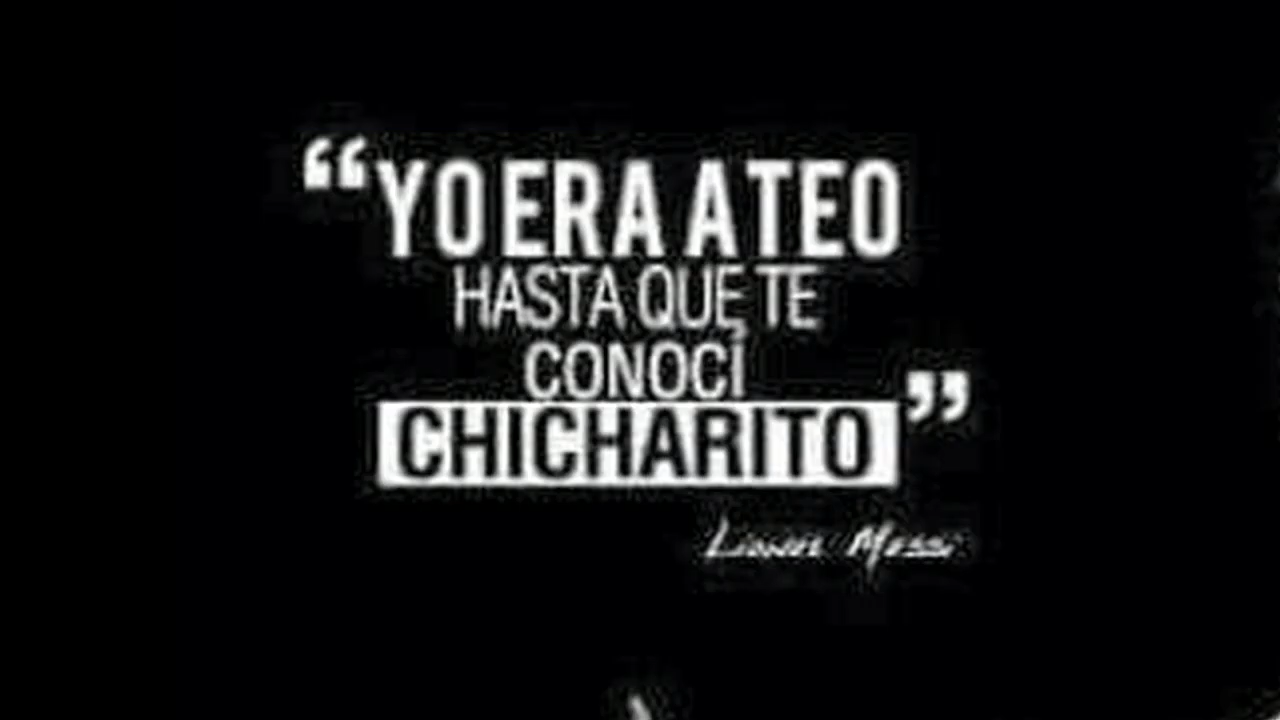 “YO ERA ATEO
HASTA QUE TE
CONOCÍ
CHICHARITO”
Lionel Messi